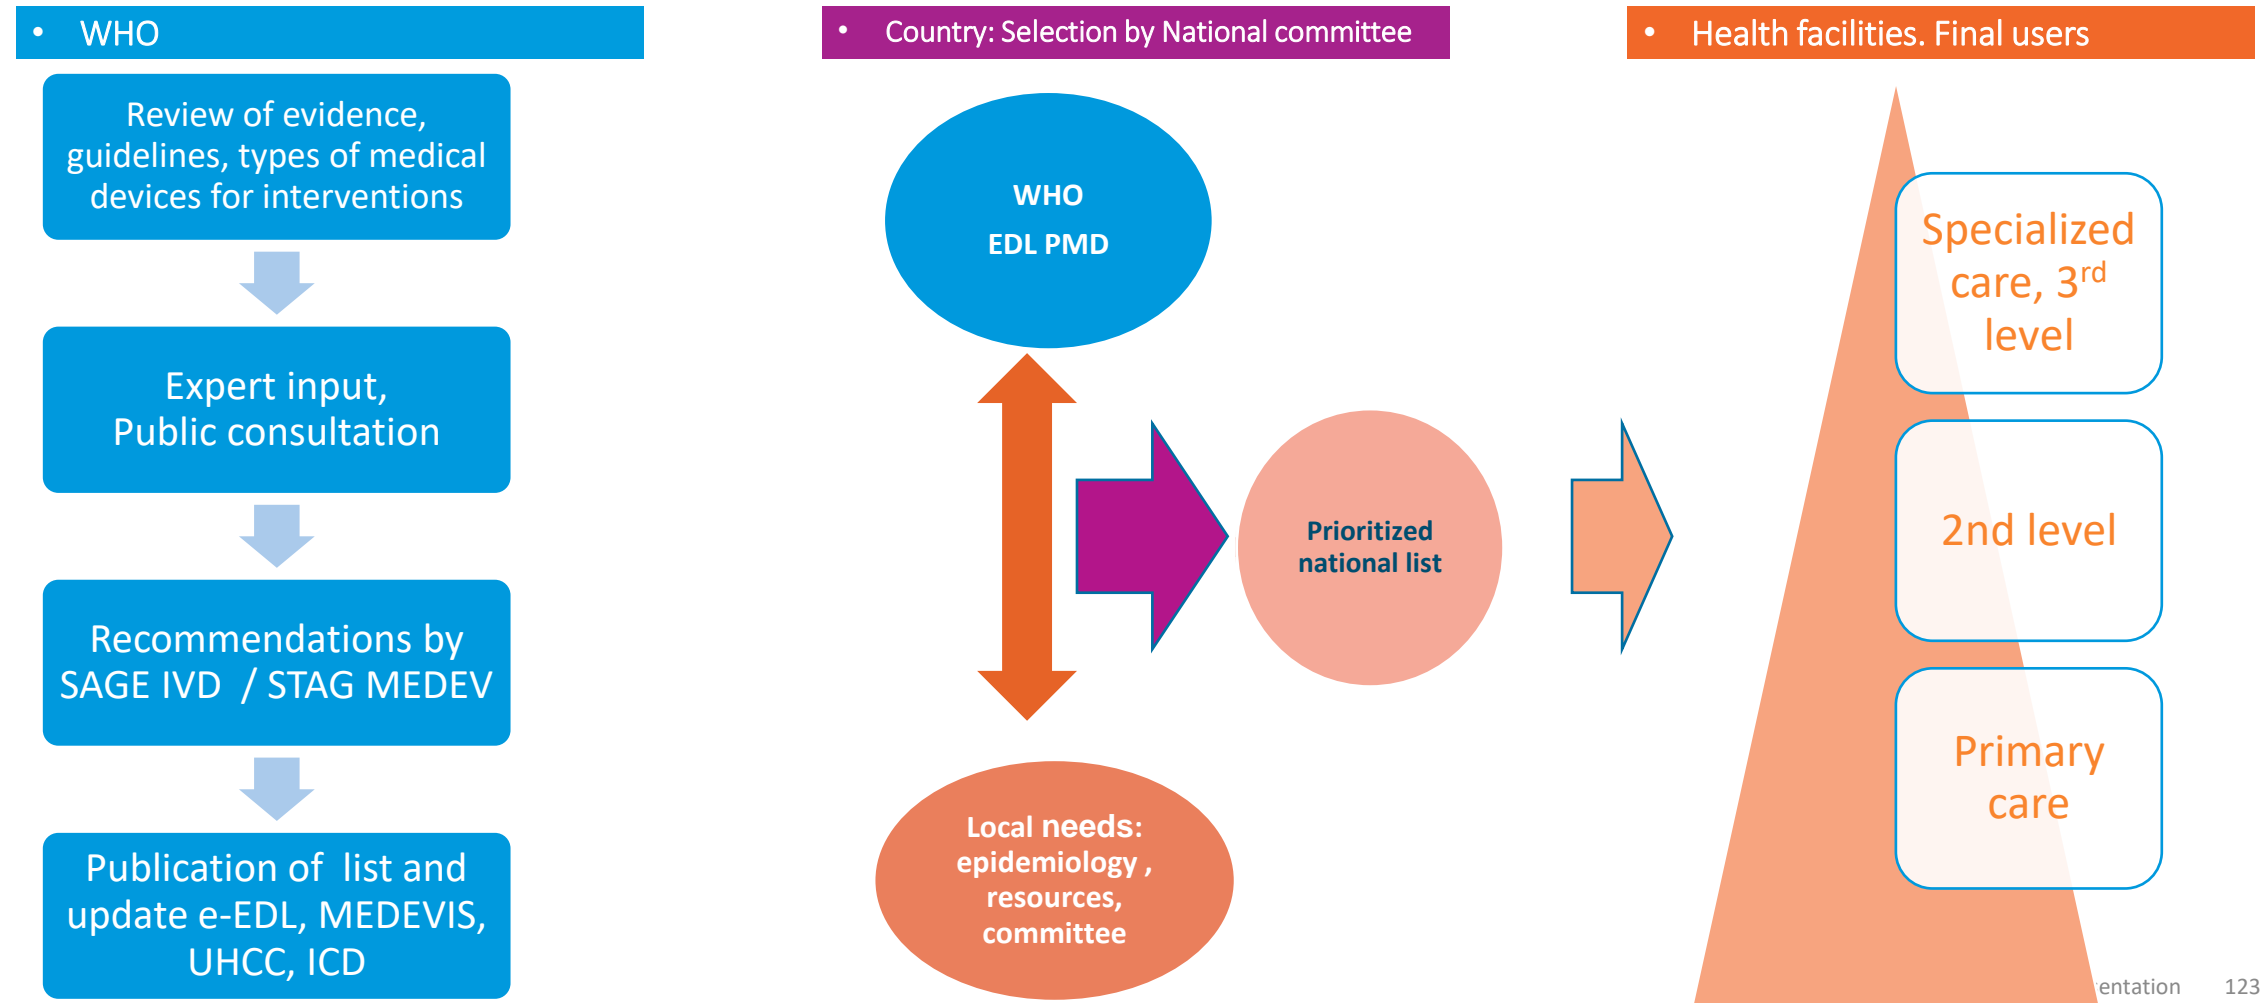 • WHO
Review of evidence,
guidelines, types of medical
devices for interventions
Expert input,
Public consultation
Recommendations by
SAGE IVD / STAG MEDEV
Publication of list and
update e-EDL, MEDEVIS,
UHCC, ICD
• Country: Selection by National committee
WHO
EDL PMD
Prioritized
national list
Local needs:
epidemiology ,
resources,
committee
• Health facilities. Final users
Specialized
care, 3rd
level
2nd level
Primary
care
entation 123